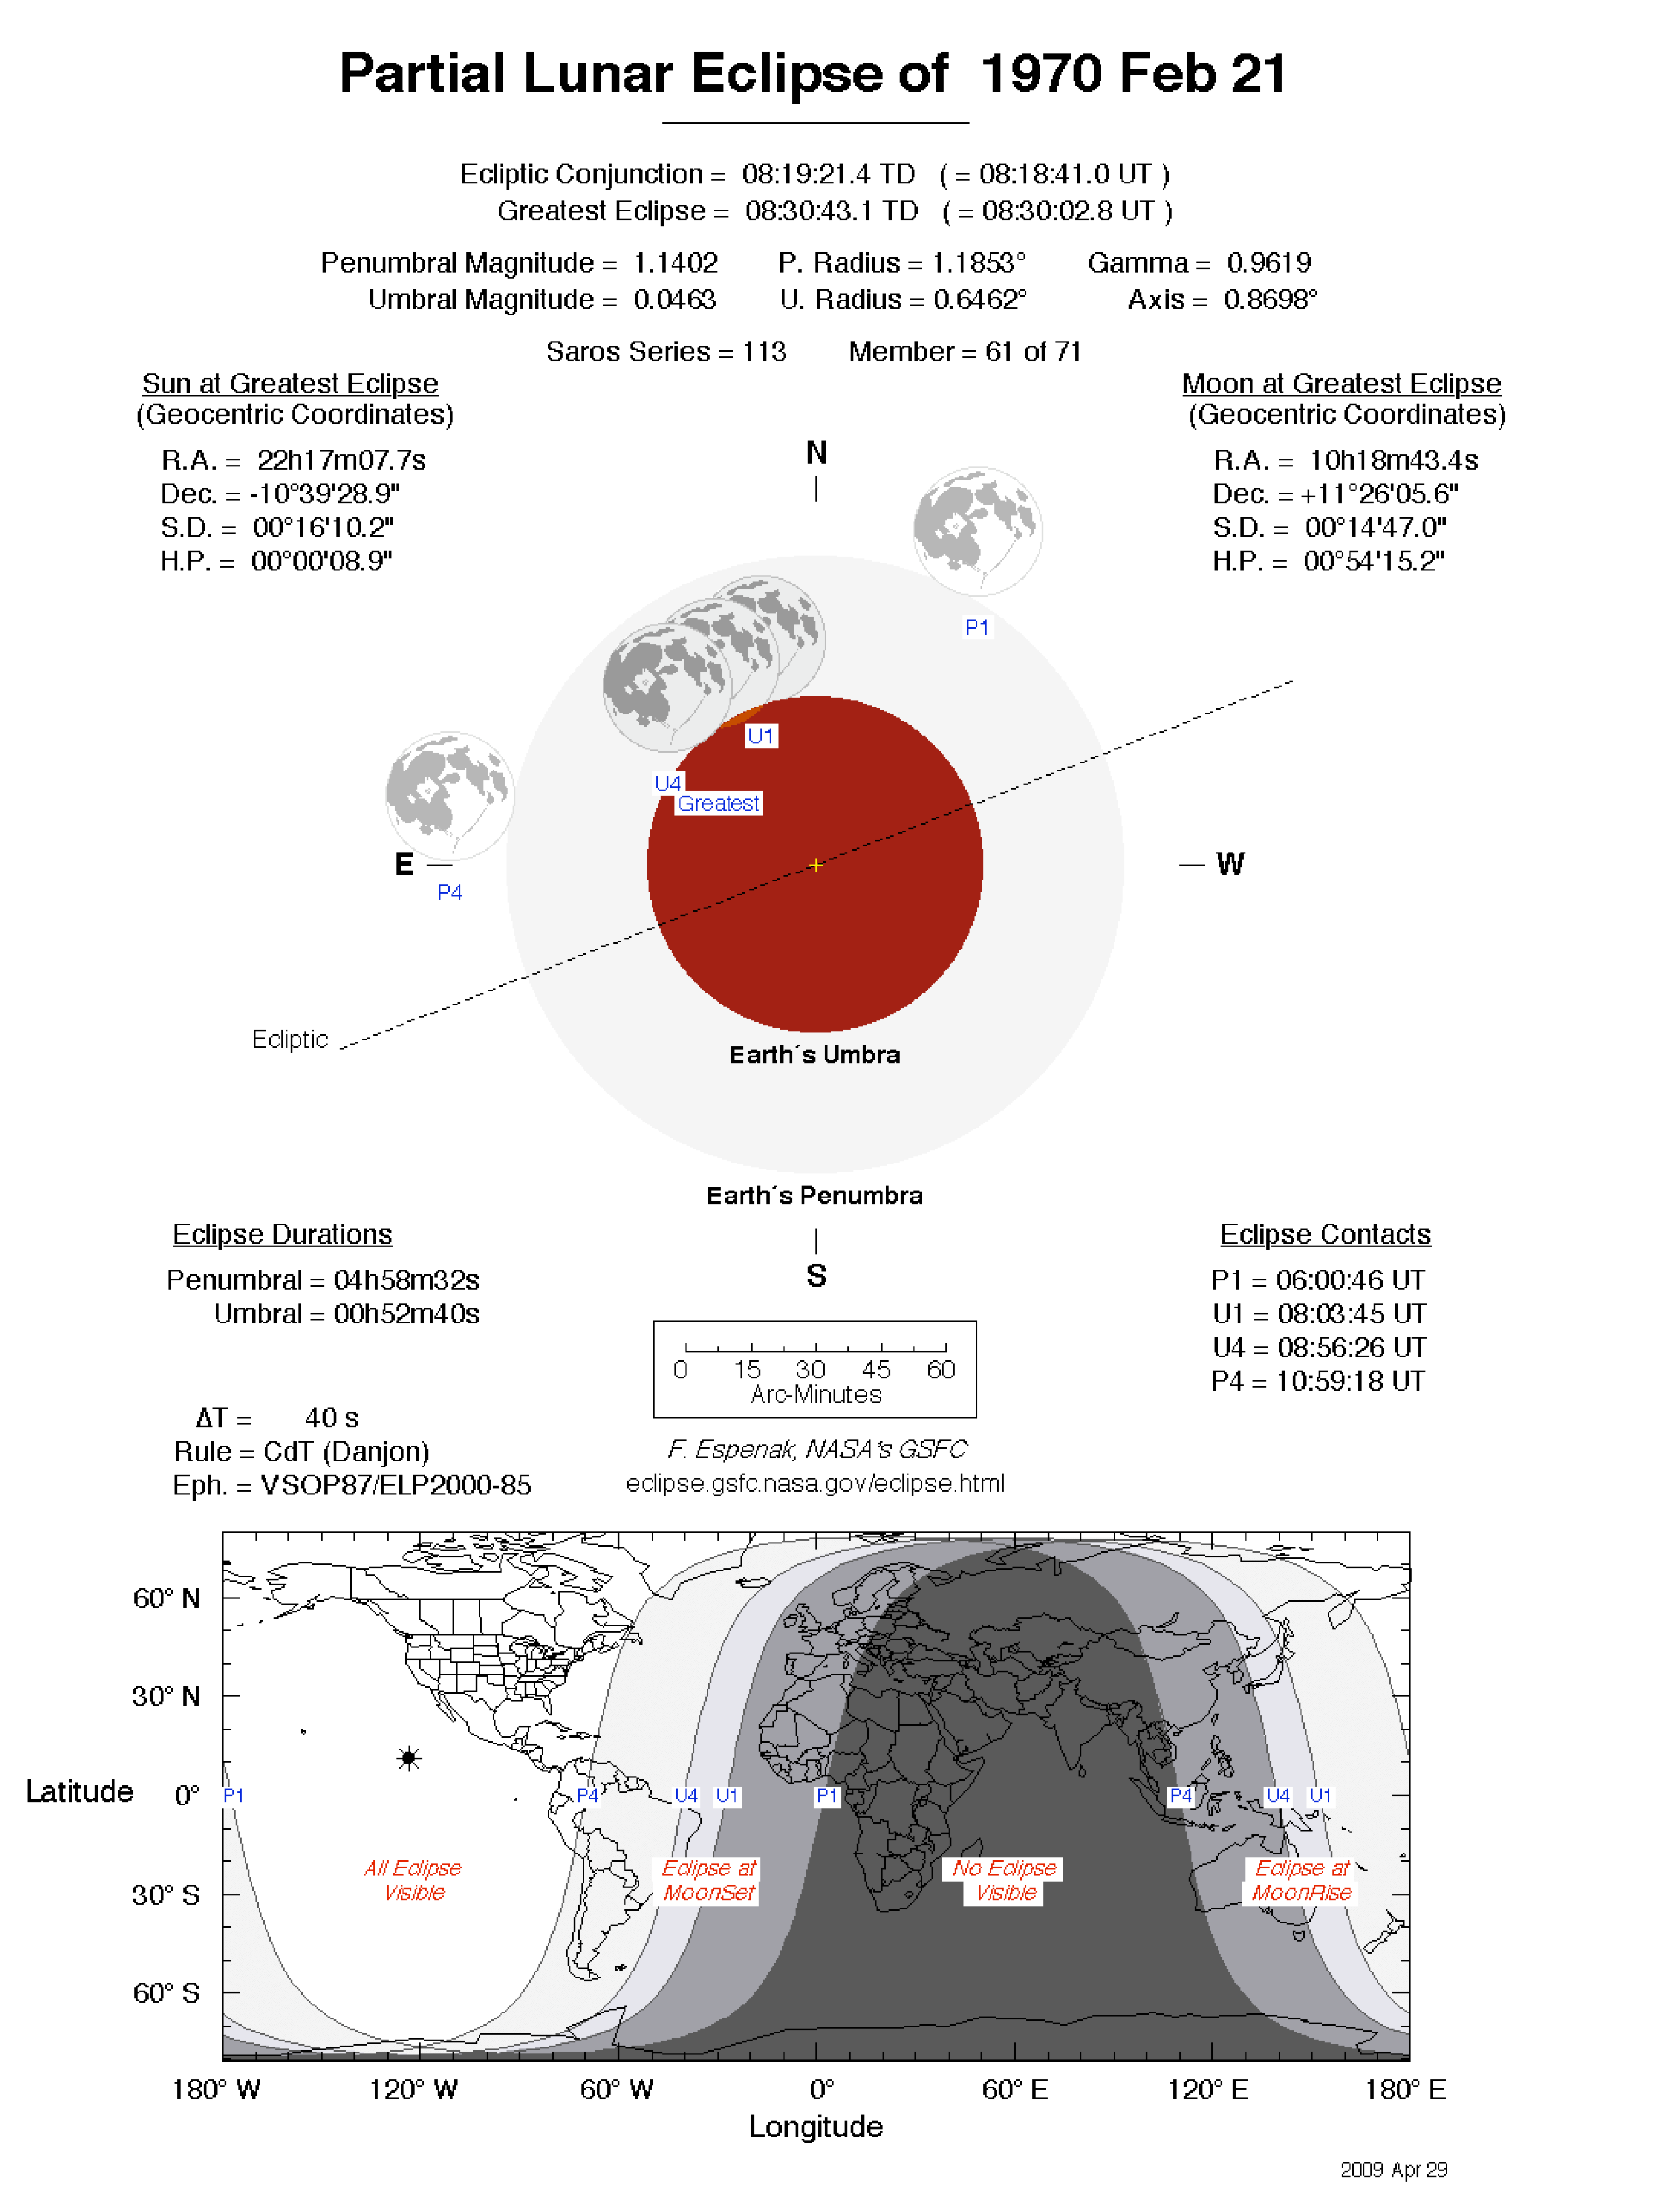 Partial Lunar Eclipse of 1970 Feb 21
Ecliptic Conjunction = 08:19:21.4 TD ( = 08:18:41.0 UT )
Greatest Eclipse = 08:30:43.1 TD ( = 08:30:02.8 UT )
Penumbral Magnitude = 1.1402 P. Radius = 1.1853° Gamma = 0.9619
Umbral Magnitude = 0.0463 U. Radius = 0.6462° Axis = 0.8698°
Saros Series = 113 Member = 61 of 71
Sun at Greatest Eclipse
(Geocentric Coordinates)
R.A. = 22h17m07.7s
Dec. = -10°39'28.9"
S.D. = 00°16'10.2"
H.P. = 00°00'08.9"
Moon at Greatest Eclipse
(Geocentric Coordinates)
R.A. = 10h18m43.4s
Dec. = +11°26'05.6"
S.D. = 00°14'47.0"
H.P. = 00°54'15.2"
N
P1
U1
U4
Greatest
E
W
P4
Ecliptic
Earth´s Umbra
Earth´s Penumbra
S
Eclipse Durations
Penumbral = 04h58m32s
Umbral = 00h52m40s
Eclipse Contacts
P1 = 06:00:46 UT
U1 = 08:03:45 UT
U4 = 08:56:26 UT
P4 = 10:59:18 UT
0 15 30 45 60
Arc-Minutes
ΔT = 40 s
Rule = CdT (Danjon)
Eph. = VSOP87/ELP2000-85
F. Espenak, NASA's GSFC
eclipse.gsfc.nasa.gov/eclipse.html
60° N
30° N
Latitude 0°
P1 P4 U4 U1 P1 P4 U4 U1
All Eclipse
Visible
Eclipse at
MoonSet
No Eclipse
Visible
Eclipse at
MoonRise
30° S
60° S
180° W 120° W 60° W 0° 60° E 120° E 180° E
Longitude
2009 Apr 29